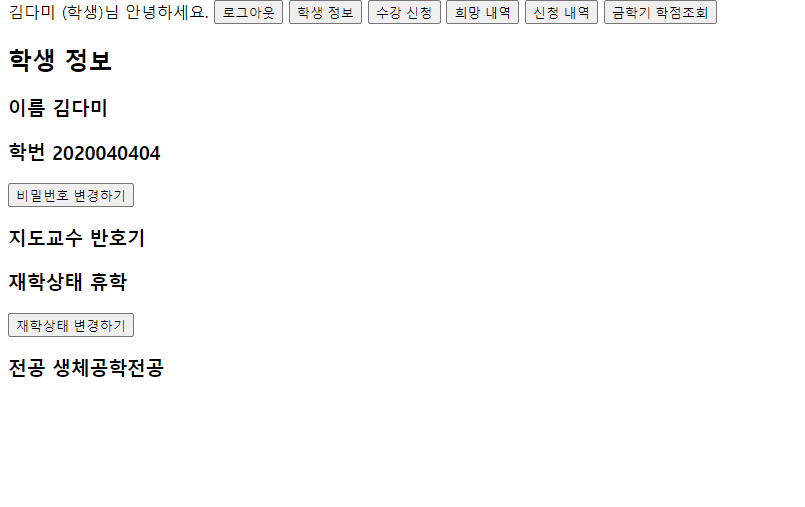 김다미 (학생)님 안녕하세요. 로그아웃 학생 정보 수강 신청 희망 내역 신청 내역 금학기 학점조회
학생 정보
이름 김다미
학번 2020040404
비밀번호 변경하기
지도교수 반호기
재학상태 휴학
재학상태 변경하기
전공 생체공학전공